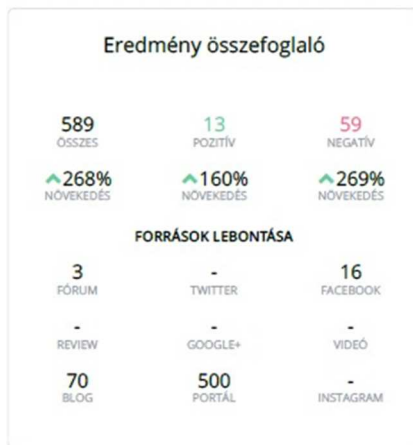 Eredmény összefoglaló
589 13 59
ÖSSZES POZITÍV NEGATÍV
268% 160% 269%
NÖVEKEDÉS NÖVEKEDÉS NÖVEKEDÉS
FORRÁSOK LEBONTÁSA
3 - 16
FÓRUM TWITTER FACEBOOK
- - -
REVIEW GOOGLE+ VIDEÓ
70 500 -
BLOG PORTÁL INSTAGRAM